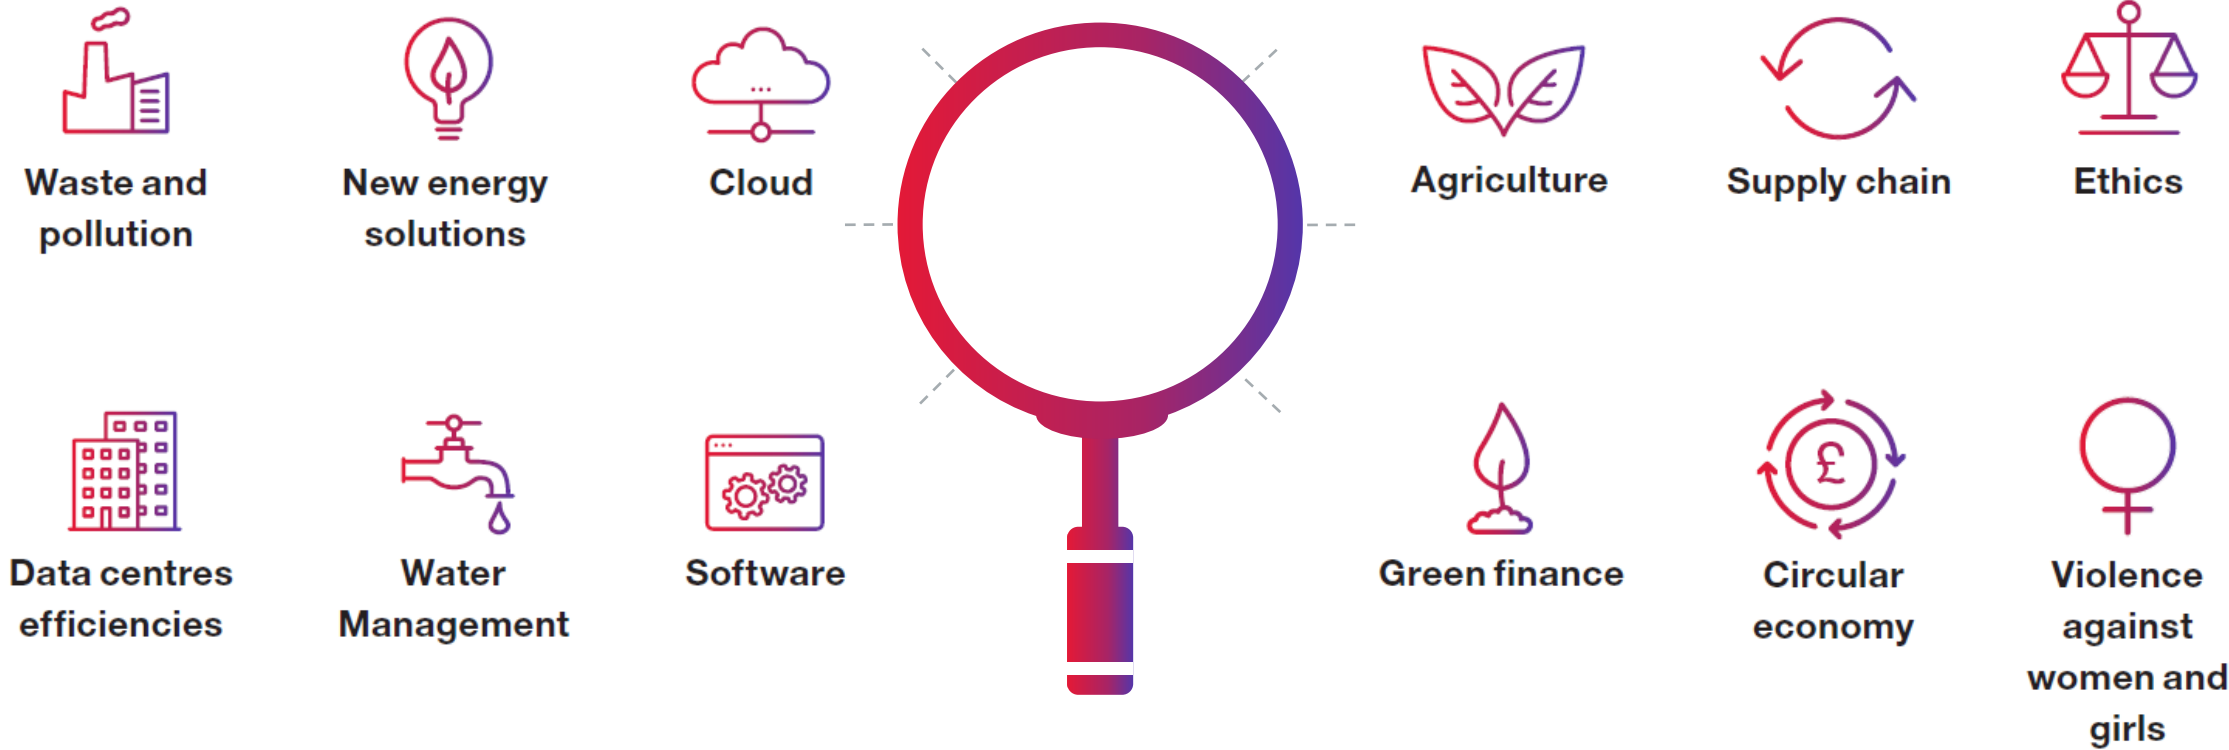 Waste and
pollution
New energy
solutions
Cloud
Agriculture
Supply chain
Ethics
Data centres
efficiencies
Water
Management
Software
Green finance
£
Circular
economy
Violence
against
women and
girls